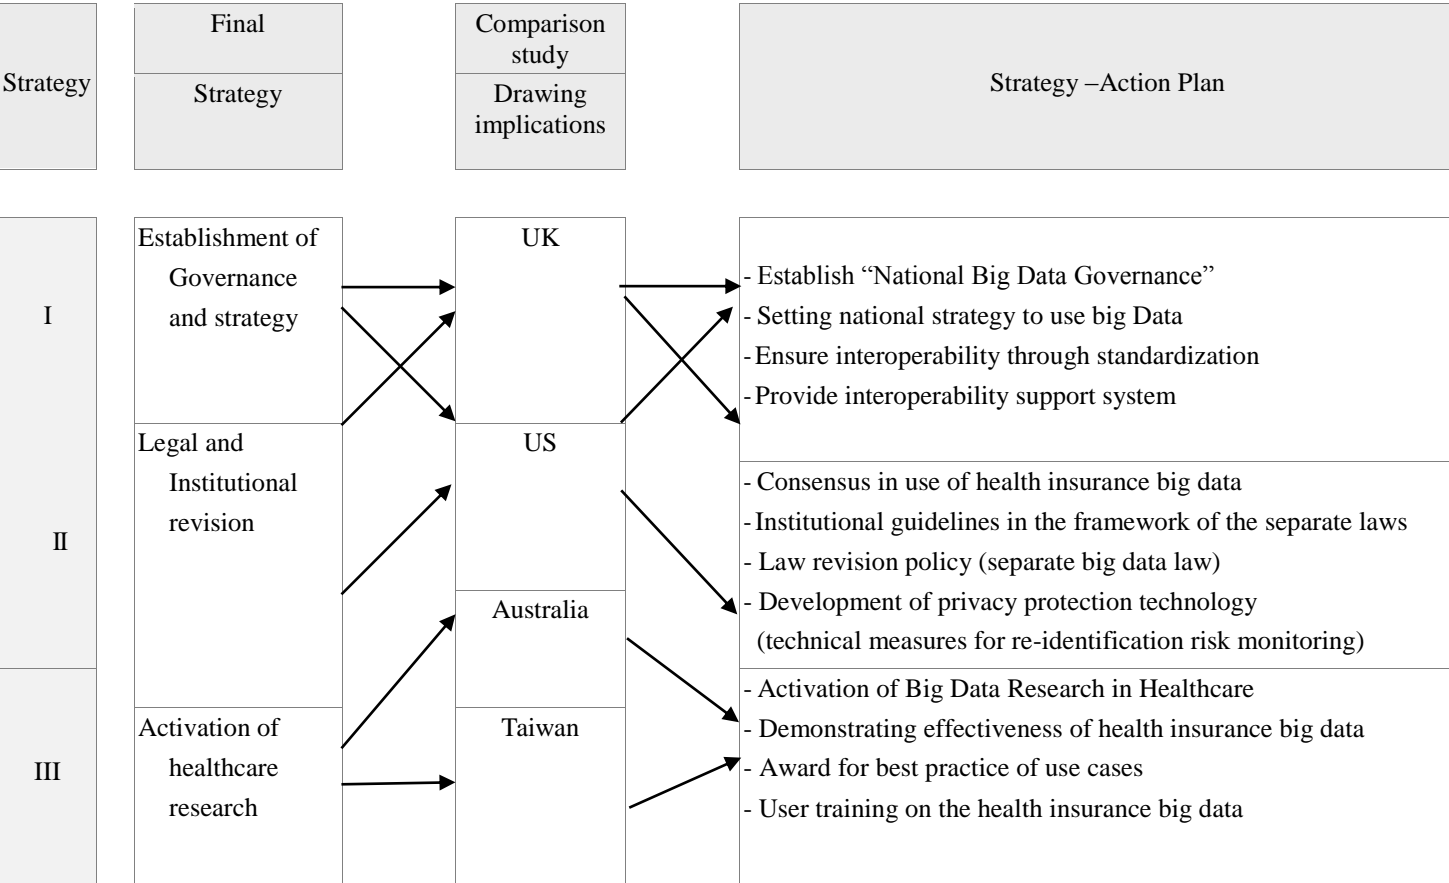 Strategy
Final
Strategy
Comparison
study
Drawing
implications
Strategy –Action Plan
I
II
III
Establishment of
Governance
and strategy
Legal and
Institutional
revision
Activation of
healthcare
research
UK
US
Australia
Taiwan
- Establish “National Big Data Governance”
- Setting national strategy to use big Data
- Ensure interoperability through standardization
- Provide interoperability support system
- Consensus in use of health insurance big data
- Institutional guidelines in the framework of the separate laws
- Law revision policy (separate big data law)
- Development of privacy protection technology
(technical measures for re-identification risk monitoring)
- Activation of Big Data Research in Healthcare
- Demonstrating effectiveness of health insurance big data
- Award for best practice of use cases
- User training on the health insurance big data